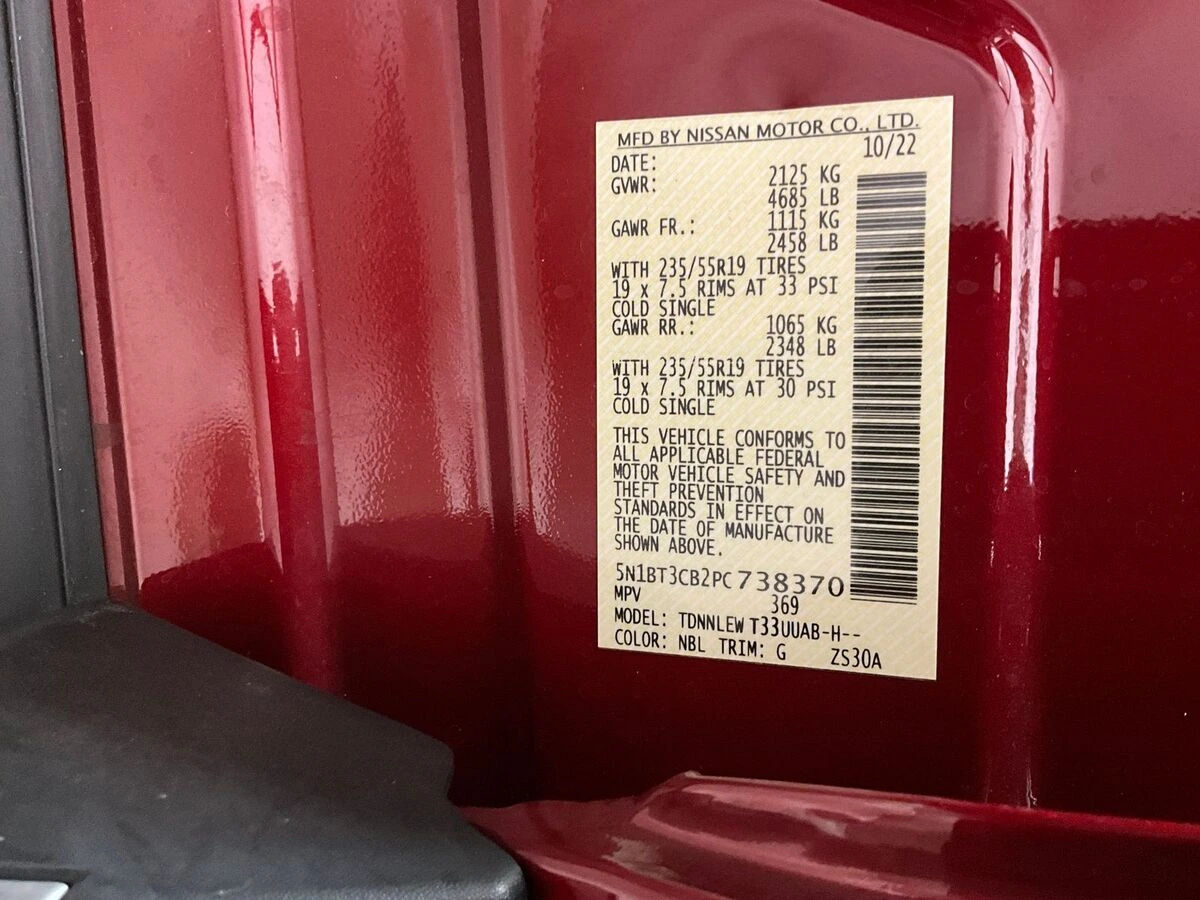 MFD BY NISSAN MOTOR CO., LTD.
DATE: 10/22
GVWR: 2125 KG
4685 LB
GAWR FR.: 1115 KG
2458 LB
WITH 235/55R19 TIRES
19 x 7.5 RIMS AT 33 PSI
COLD SINGLE
GAWR RR.: 1065 KG
2348 LB
WITH 235/55R19 TIRES
19 x 7.5 RIMS AT 30 PSI
COLD SINGLE
THIS VEHICLE CONFORMS TO
ALL APPLICABLE FEDERAL
MOTOR VEHICLE SAFETY AND
THEFT PREVENTION
STANDARDS IN EFFECT ON
THE DATE OF MANUFACTURE
SHOWN ABOVE.
5N1BT3CB2PC738370
MPV 369
MODEL: TDNNLEWT33UUAB-H--
COLOR: NBL TRIM: G ZS30A